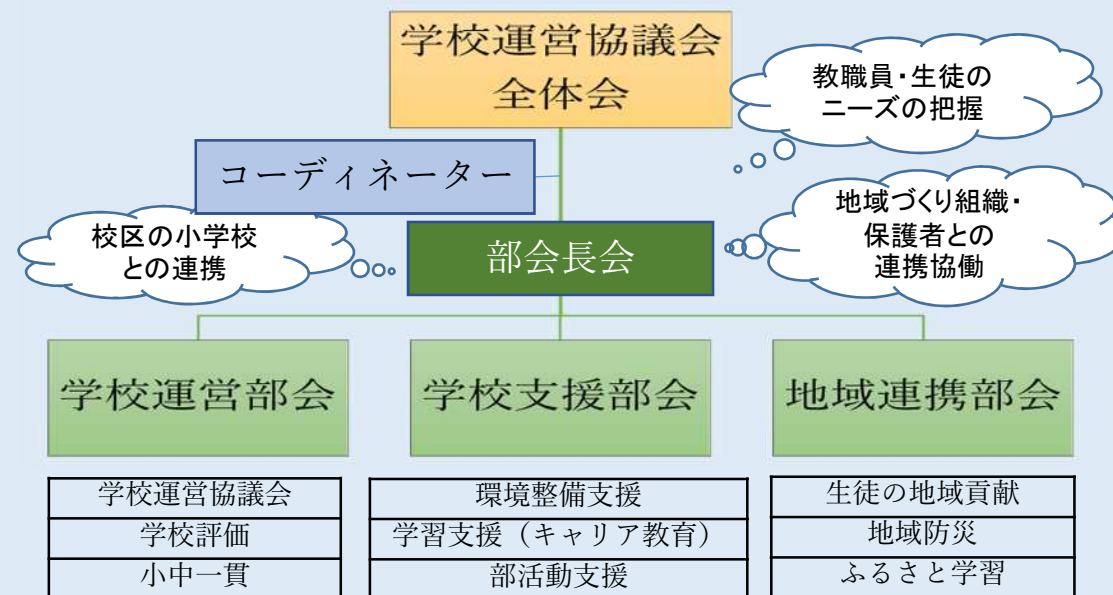 学校運営協議会
全体会
教職員・生徒の
ニーズの把握
コーディネーター
地域づくり組織・
保護者との
連携協働
校区の小学校
との連携
部会長会
学校運営部会
学校支援部会
地域連携部会
学校運営協議会
学校評価
小中一貫
環境整備支援
学習支援（キャリア教育）
部活動支援
生徒の地域貢献
地域防災
ふるさと学習